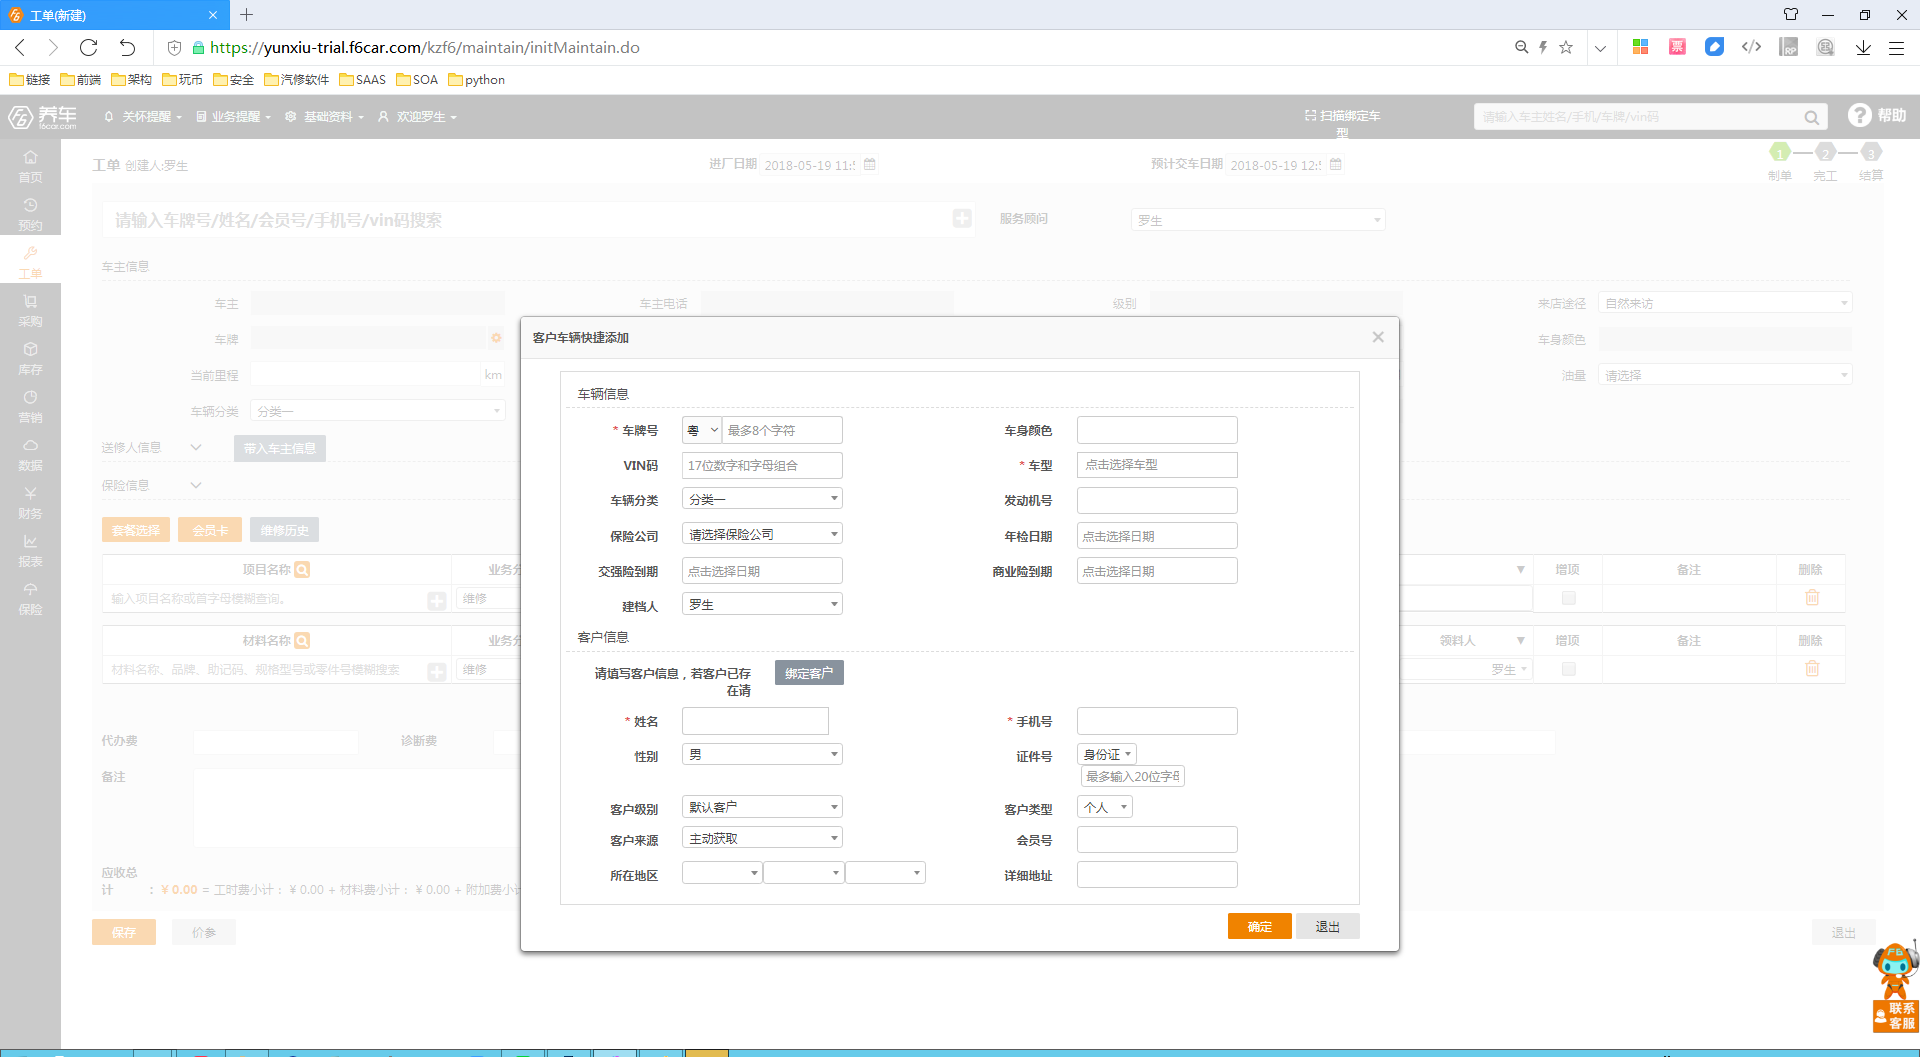 工单(新建)
https://yunxiu-trial.f6car.com/kzf6/maintain/initMaintain.do
链接 前端 架构 玩币 安全 汽修软件 SAAS SOA python
养车 f6car.com 关怀提醒 业务提醒 基础资料 欢迎罗生 扫描绑定车型 请输入车主姓名/手机/车牌/vin码 帮助
首页
预约
工单
采购
库存
营销
数据
财务
报表
保险
工单 创建人:罗生 进厂日期 2018-05-19 11: 预计交车日期 2018-05-19 12:
1 2 3
制单 完工 结算
请输入车牌号/姓名/会员号/手机号/vin码搜索 服务顾问 罗生
车主信息
车主 车主电话 级别 来店途径 自然来访
车牌 车身颜色
当前里程 km 油量 请选择
车辆分类 分类一
送修人信息 带入车主信息
保险信息
套餐选择 会员卡 维修历史
项目名称 业务分 增项 备注 删除
输入项目名称或首字母模糊查询。 维修
材料名称 业务分 领料人 增项 备注 删除
材料名称、品牌、助记码、规格型号或零件号模糊搜索 维修 罗生
代办费 诊断费
备注
应收总计 : ¥ 0.00 = 工时费小计: ¥ 0.00 + 材料费小计: ¥ 0.00 + 附加费小计
保存 价参 退出
客户车辆快捷添加
车辆信息
* 车牌号 粤 最多8个字符 车身颜色
VIN码 17位数字和字母组合 * 车型 点击选择车型
车辆分类 分类一 发动机号
保险公司 请选择保险公司 年检日期 点击选择日期
交强险到期 点击选择日期 商业险到期 点击选择日期
建档人 罗生
客户信息
请填写客户信息,若客户已存在请 绑定客户
* 姓名 * 手机号
性别 男 证件号 身份证
最多输入20位字母
客户级别 默认客户 客户类型 个人
客户来源 主动获取 会员号
所在地区 详细地址
确定 退出
联系
客服